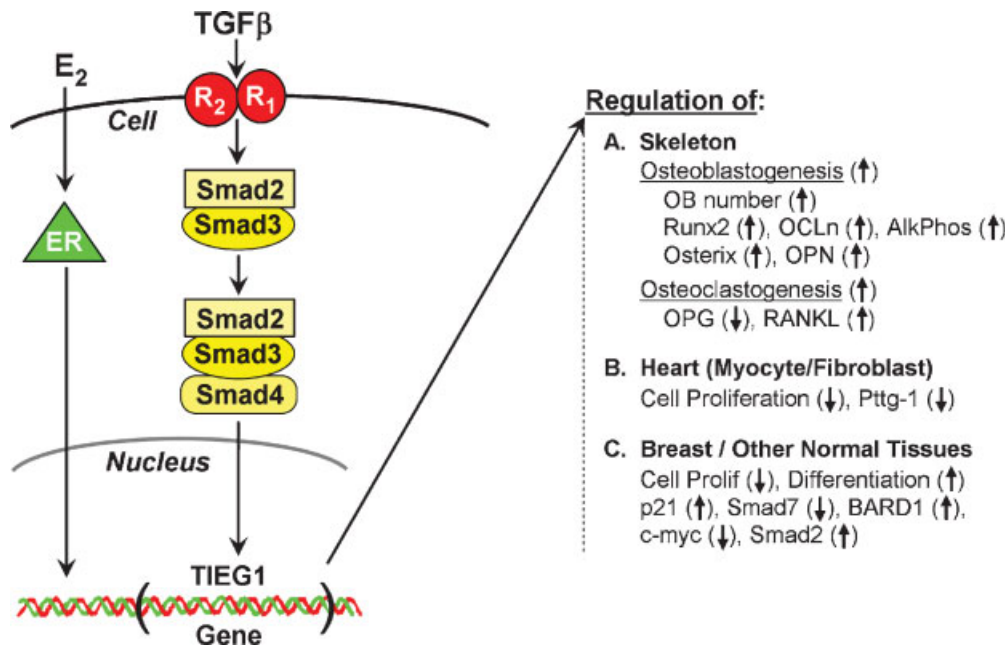 TGFβ
E2
R2 R1
Cell
Smad2
Smad3
ER
Smad2
Smad3
Smad4
Nucleus
TIEG1
Gene
Regulation of:
A. Skeleton
Osteoblastogenesis (↑)
OB number (↑)
Runx2 (↑), OCLn (↑), AlkPhos (↑)
Osterix (↑), OPN (↑)
Osteoclastogenesis (↑)
OPG (↓), RANKL (↑)
B. Heart (Myocyte/Fibroblast)
Cell Proliferation (↓), Pttg-1 (↓)
C. Breast / Other Normal Tissues
Cell Prolif (↓), Differentiation (↑)
p21 (↑), Smad7 (↓), BARD1 (↑),
c-myc (↓), Smad2 (↑)